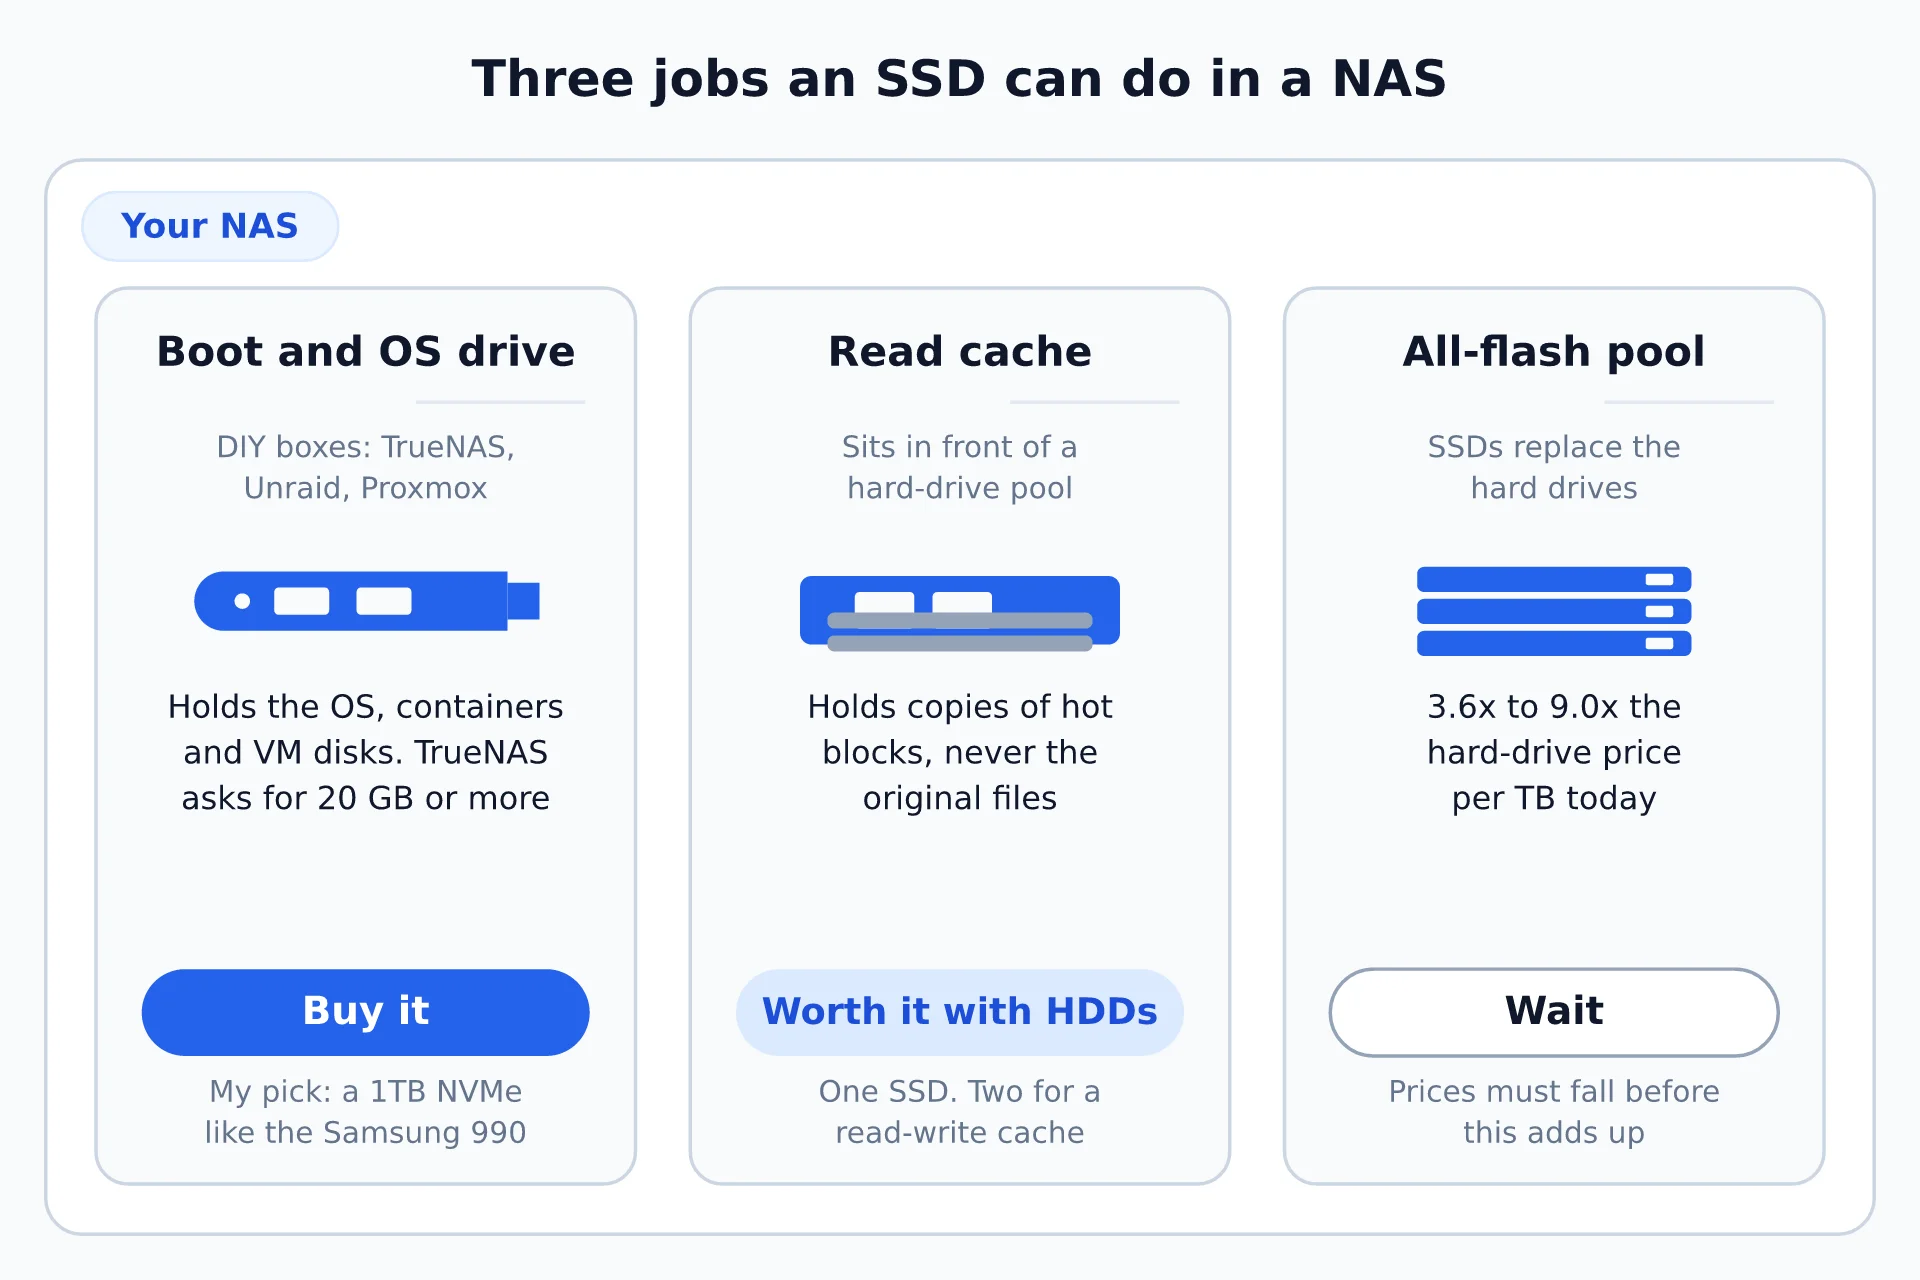 Three jobs an SSD can do in a NAS
Your NAS
Boot and OS drive
DIY boxes: TrueNAS,
Unraid, Proxmox
Holds the OS, containers
and VM disks. TrueNAS
asks for 20 GB or more
Buy it
My pick: a 1TB NVMe
like the Samsung 990
Read cache
Sits in front of a
hard-drive pool
Holds copies of hot
blocks, never the
original files
Worth it with HDDs
One SSD. Two for a
read-write cache
All-flash pool
SSDs replace the
hard drives
3.6x to 9.0x the
hard-drive price
per TB today
Wait
Prices must fall before
this adds up